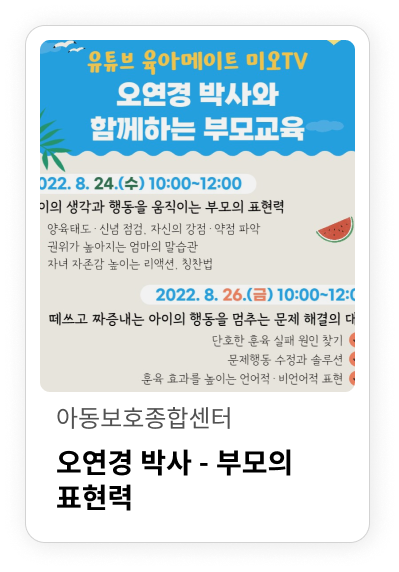 유튜브 육아메이트 미오TV
오연경 박사와
함께하는 부모교육
022. 8. 24.(수) 10:00~12:00
이의 생각과 행동을 움직이는 부모의 표현력
양육태도·신념 점검, 자신의 강점·약점 파악
권위가 높아지는 엄마의 말습관
자녀 자존감 높이는 리액션, 칭찬법
2022. 8. 26.(금) 10:00~12:0
떼쓰고 짜증내는 아이의 행동을 멈추는 문제 해결의 대
단호한 훈육 실패 원인 찾기
문제행동 수정과 솔루션
훈육 효과를 높이는 언어적·비언어적 표현
아동보호종합센터
오연경 박사 - 부모의
표현력